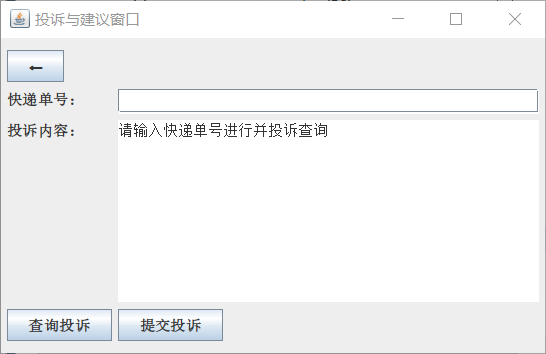 投诉与建议窗口
←
快递单号：
投诉内容：
请输入快递单号进行并投诉查询
查询投诉
提交投诉